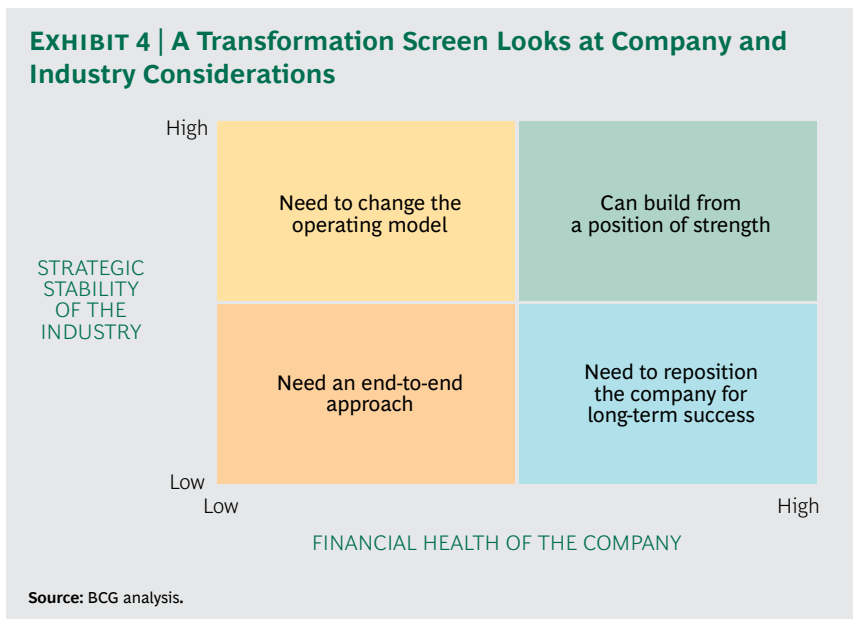 EXHIBIT 4 | A Transformation Screen Looks at Company and
Industry Considerations
High
Need to change the
operating model
Can build from
a position of strength
STRATEGIC
STABILITY
OF THE
INDUSTRY
Need an end-to-end
approach
Need to reposition
the company for
long-term success
Low
Low
High
FINANCIAL HEALTH OF THE COMPANY
Source: BCG analysis.